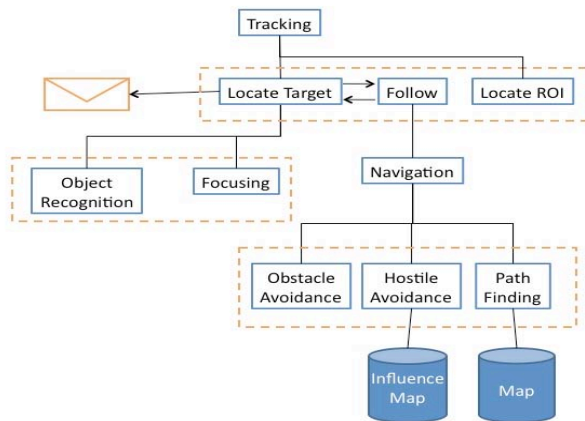 Tracking
Locate Target
Follow
Locate ROI
Object
Recognition
Focusing
Navigation
Obstacle
Avoidance
Hostile
Avoidance
Path
Finding
Influence
Map
Map